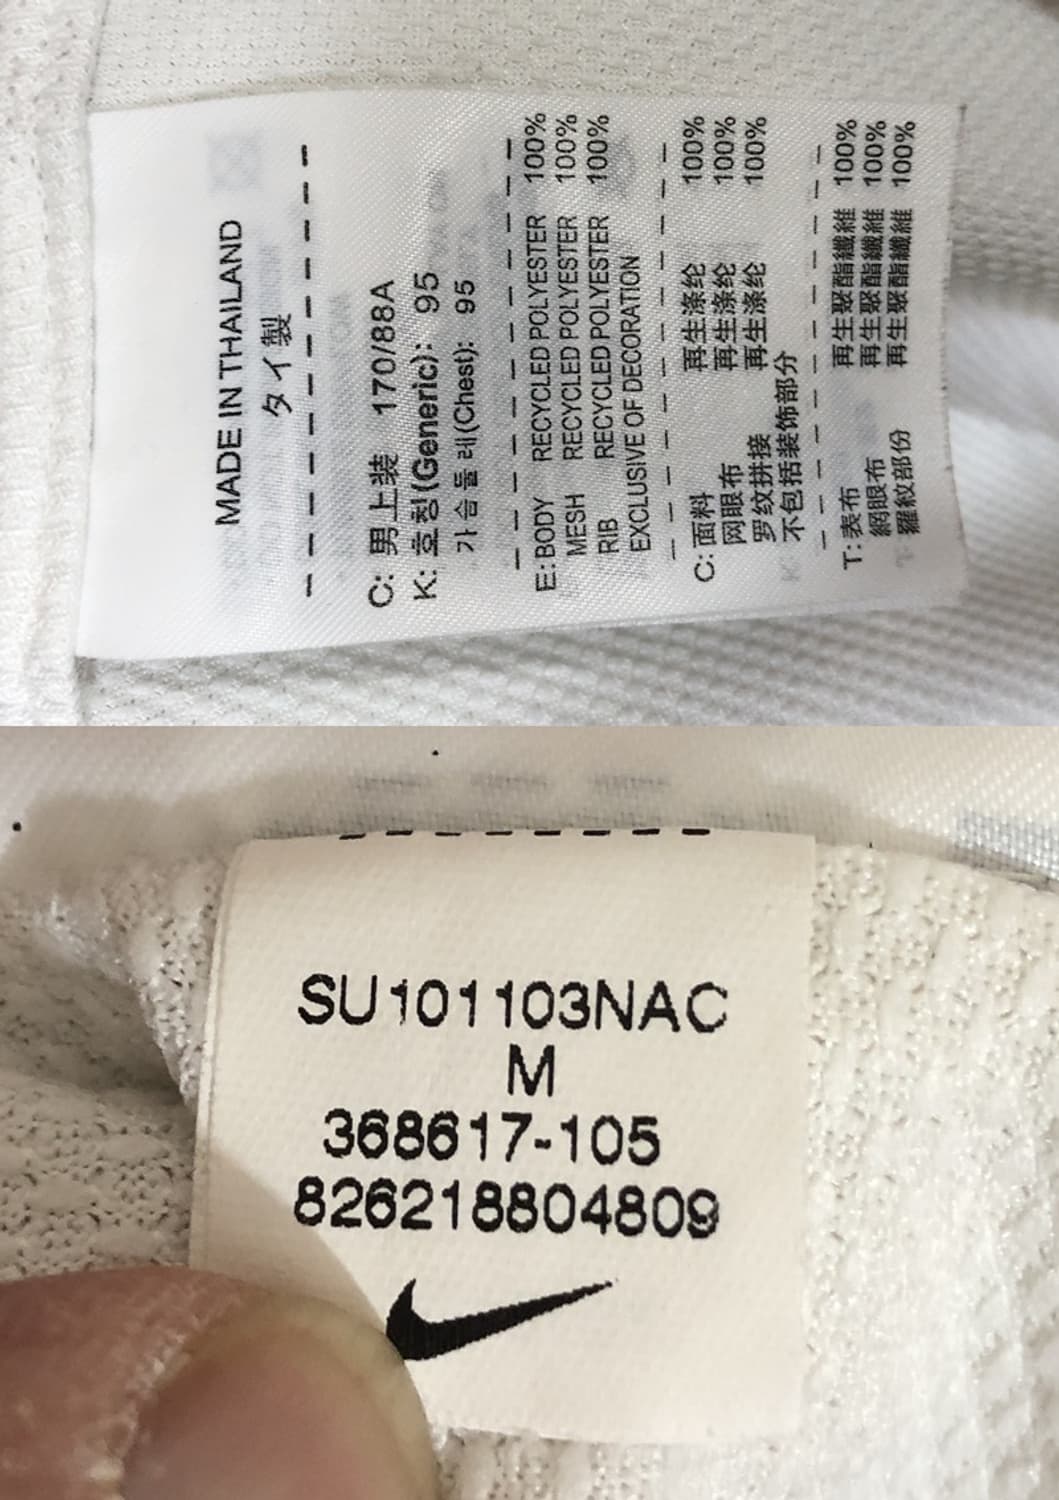 MADE IN THAILAND
タイ製
C: 男上装 170/88A
K: 호칭(Generic): 95
가슴둘레(Chest): 95
E: BODY RECYCLED POLYESTER 100%
MESH RECYCLED POLYESTER 100%
RIB RECYCLED POLYESTER 100%
EXCLUSIVE OF DECORATION
C: 面料 再生涤纶 100%
网眼布 再生涤纶 100%
罗纹拼接 再生涤纶 100%
不包括装饰部分
T: 表布 再生聚酯纖維 100%
網眼布 再生聚酯纖維 100%
羅紋部份 再生聚酯纖維 100%
SU101103NAC
M
368617-105
826218804809